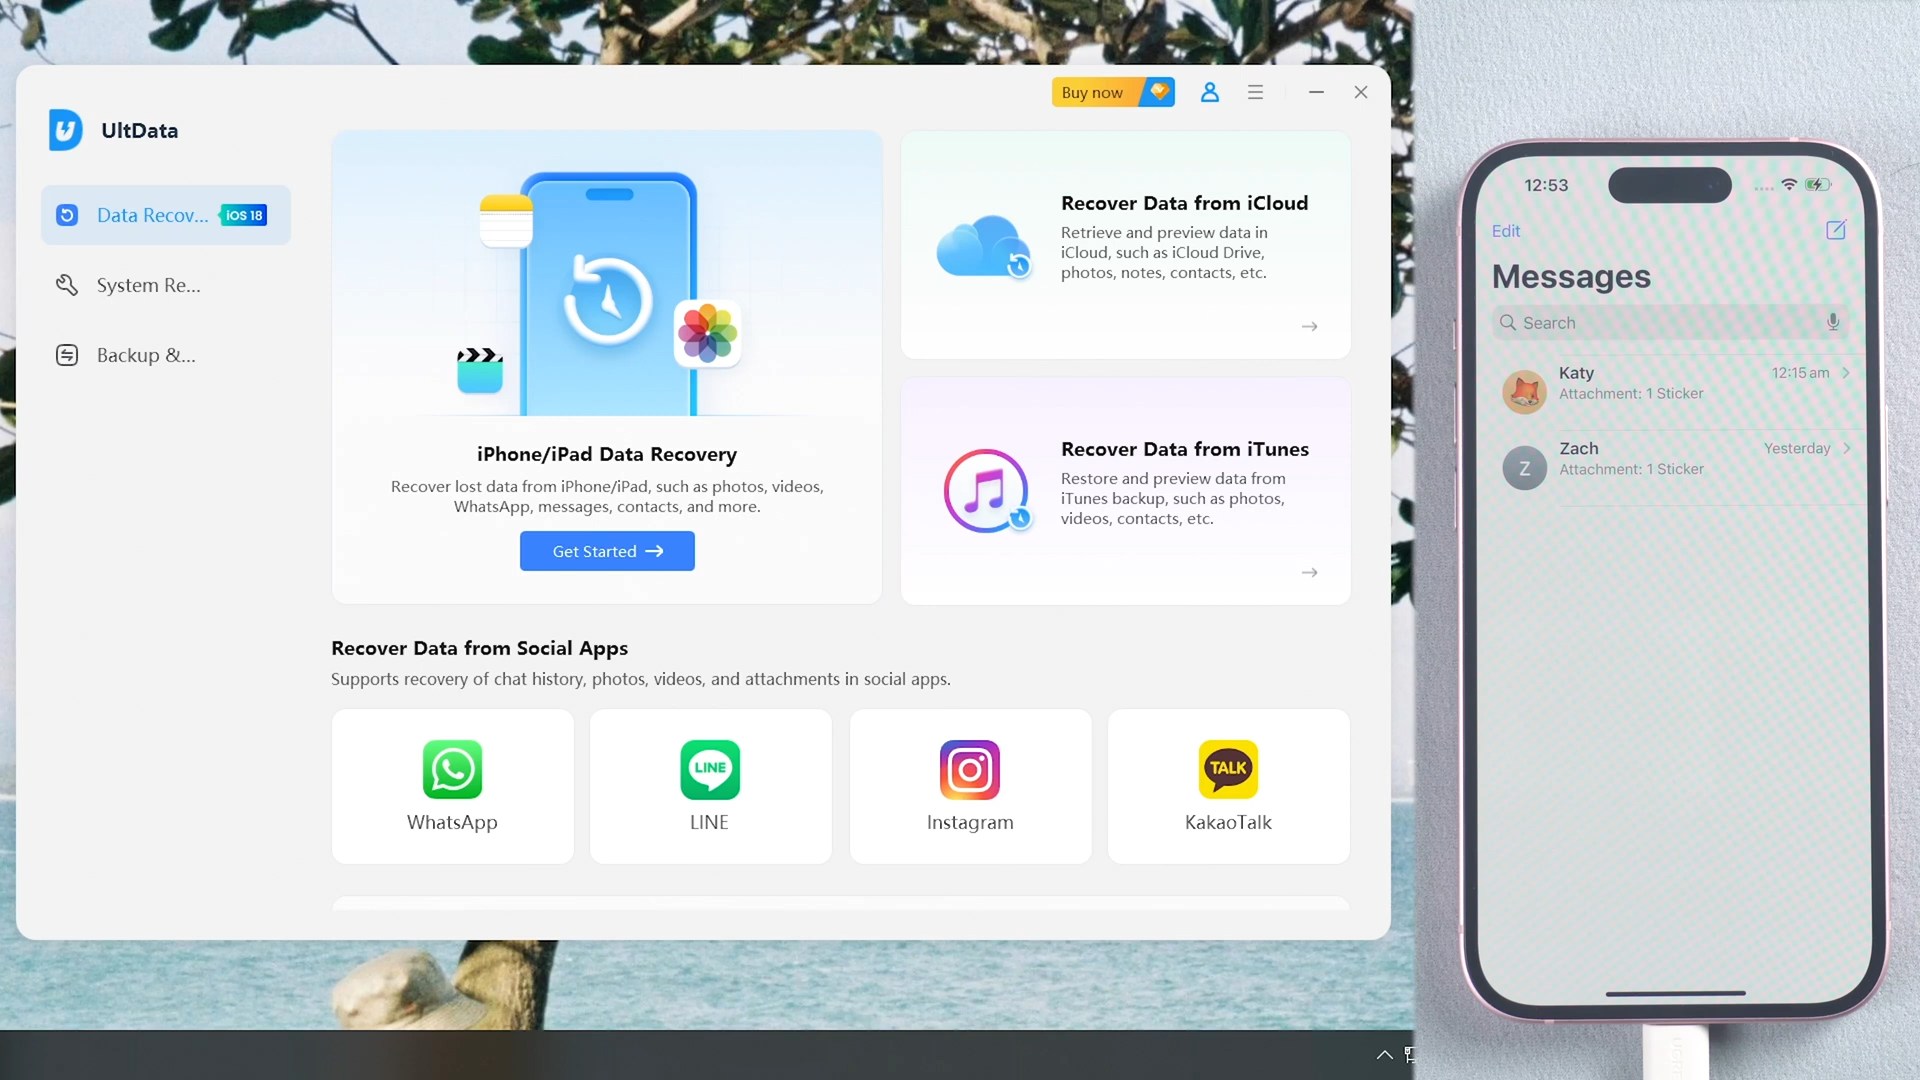 Buy now
UltData
Data Recov...
iOS 18
System Re...
Backup &...
iPhone/iPad Data Recovery
Recover lost data from iPhone/iPad, such as photos, videos,
WhatsApp, messages, contacts, and more.
Get Started
Recover Data from iCloud
Retrieve and preview data in
iCloud, such as iCloud Drive,
photos, notes, contacts, etc.
Recover Data from iTunes
Restore and preview data from
iTunes backup, such as photos,
videos, contacts, etc.
Recover Data from Social Apps
Supports recovery of chat history, photos, videos, and attachments in social apps.
LINE
TALK
WhatsApp
LINE
Instagram
KakaoTalk
12:53
Edit
Messages
Search
Katy
12:15 am
Attachment: 1 Sticker
Z
Zach
Yesterday
Attachment: 1 Sticker